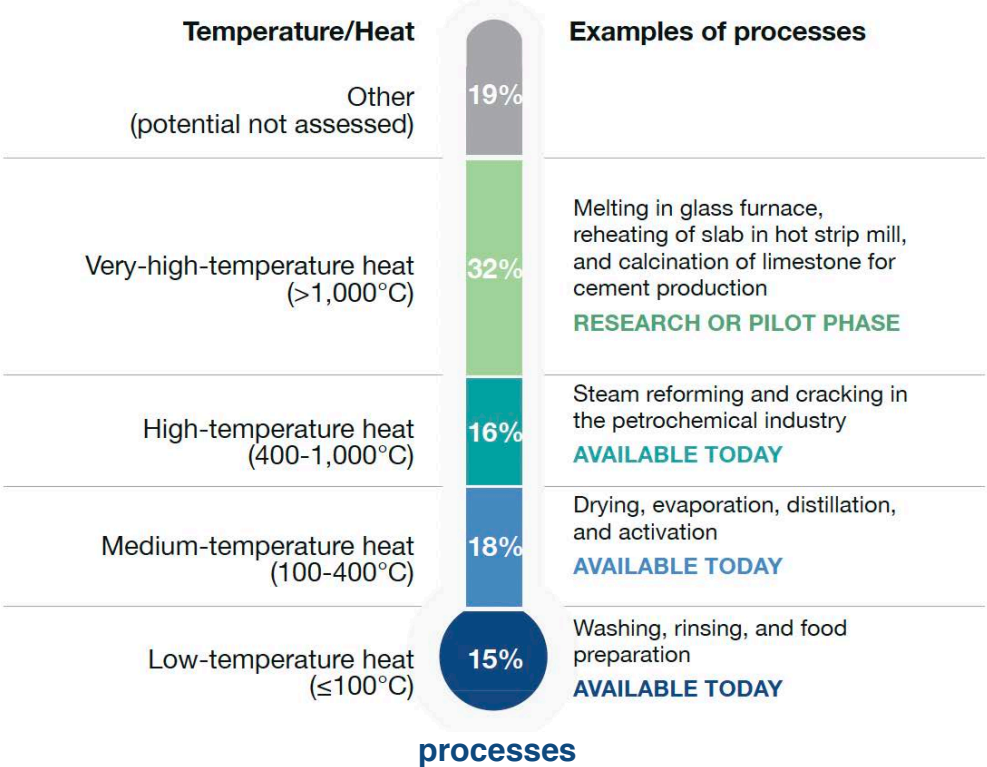 Temperature/Heat
Examples of processes
Other
(potential not assessed)
19%
Very-high-temperature heat
(>1,000°C)
32%
Melting in glass furnace,
reheating of slab in hot strip mill,
and calcination of limestone for
cement production
RESEARCH OR PILOT PHASE
High-temperature heat
(400-1,000°C)
16%
Steam reforming and cracking in
the petrochemical industry
AVAILABLE TODAY
Medium-temperature heat
(100-400°C)
18%
Drying, evaporation, distillation,
and activation
AVAILABLE TODAY
Low-temperature heat
(≤100°C)
15%
Washing, rinsing, and food
preparation
AVAILABLE TODAY
processes